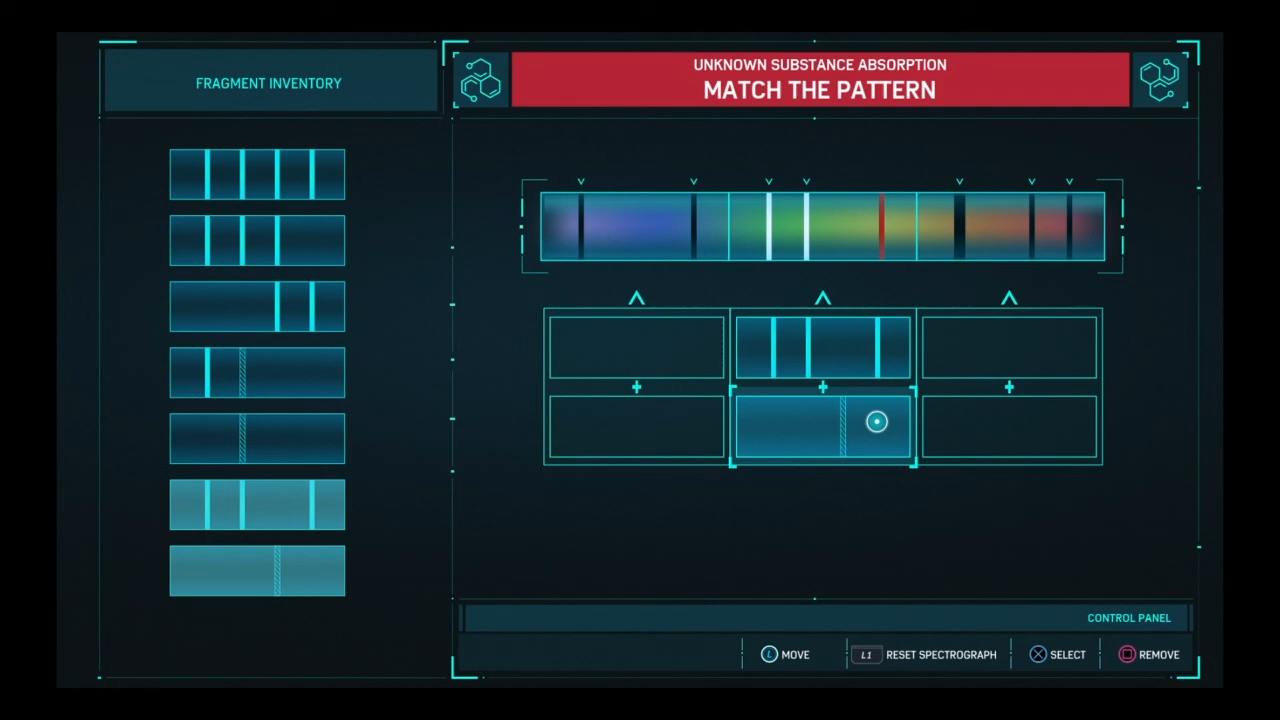 FRAGMENT INVENTORY
UNKNOWN SUBSTANCE ABSORPTION
MATCH THE PATTERN
CONTROL PANEL
L MOVE
L1 RESET SPECTROGRAPH
SELECT
REMOVE